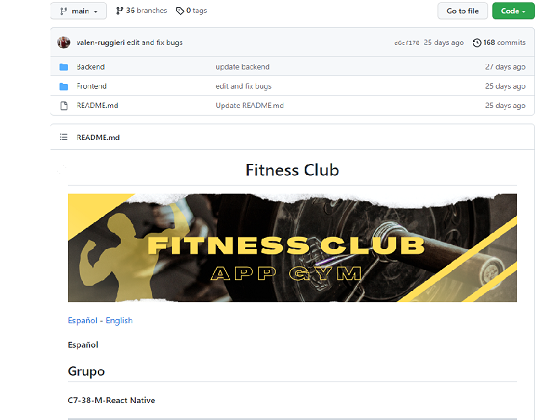 main 36 branches 0 tags Go to file Code
valen-ruggieri edit and fix bugs 25 days ago 168 commits
Backend update backend 27 days ago
Frontend edit and fix bugs 25 days ago
README.md Update README.md 25 days ago
README.md
Fitness Club
FITNESS CLUB
APP GYM
Español - English
Español
Grupo
C7-38-M-React Native